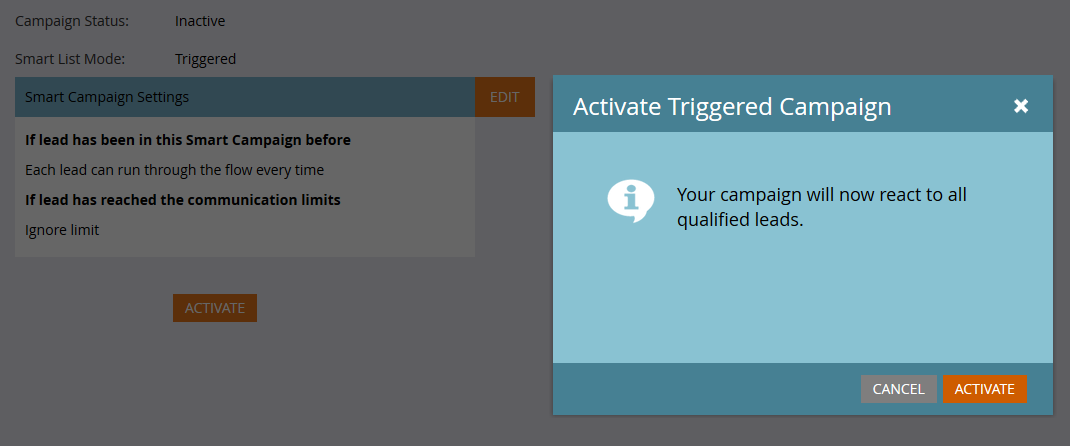 Campaign Status: Inactive
Smart List Mode: Triggered
Smart Campaign Settings EDIT
If lead has been in this Smart Campaign before
Each lead can run through the flow every time
If lead has reached the communication limits
Ignore limit
ACTIVATE
Activate Triggered Campaign
Your campaign will now react to all
qualified leads.
CANCEL ACTIVATE